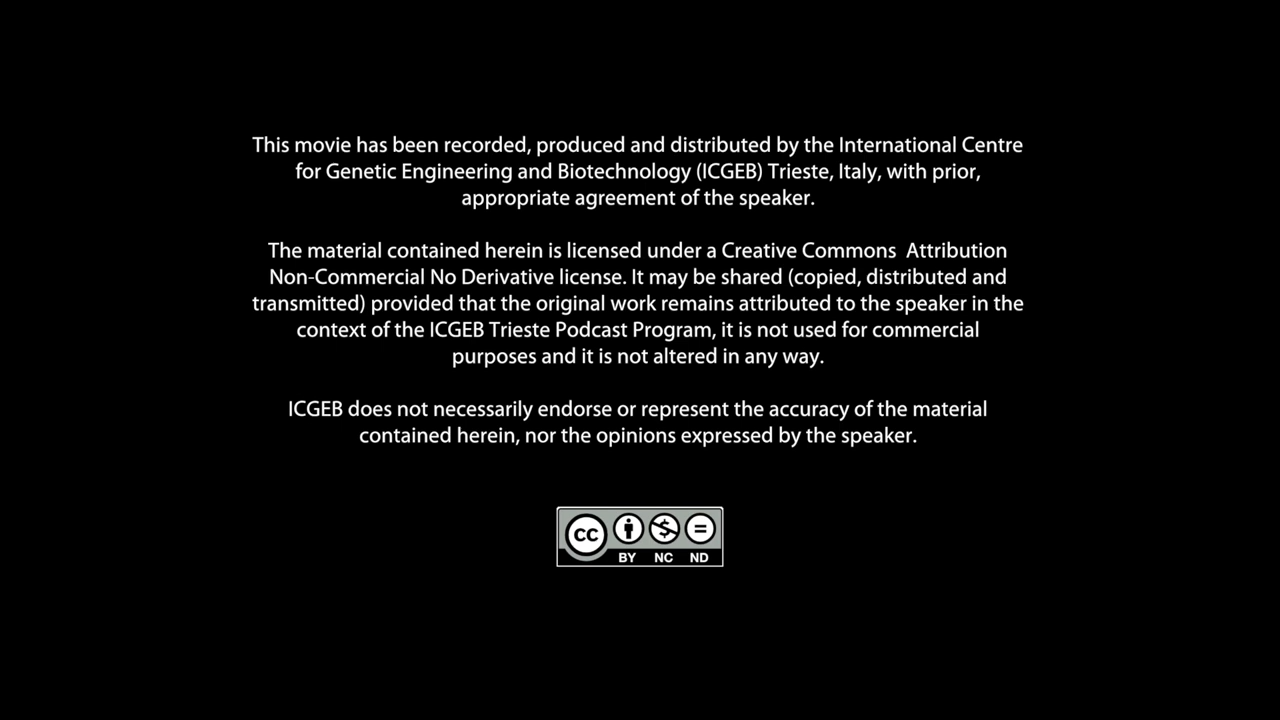 This movie has been recorded, produced and distributed by the International Centre
for Genetic Engineering and Biotechnology (ICGEB) Trieste, Italy, with prior,
appropriate agreement of the speaker.
The material contained herein is licensed under a Creative Commons  Attribution
Non-Commercial No Derivative license. It may be shared (copied, distributed and
transmitted) provided that the original work remains attributed to the speaker in the
context of the ICGEB Trieste Podcast Program, it is not used for commercial
purposes and it is not altered in any way.
ICGEB does not necessarily endorse or represent the accuracy of the material
contained herein, nor the opinions expressed by the speaker.
CC
BY NC ND